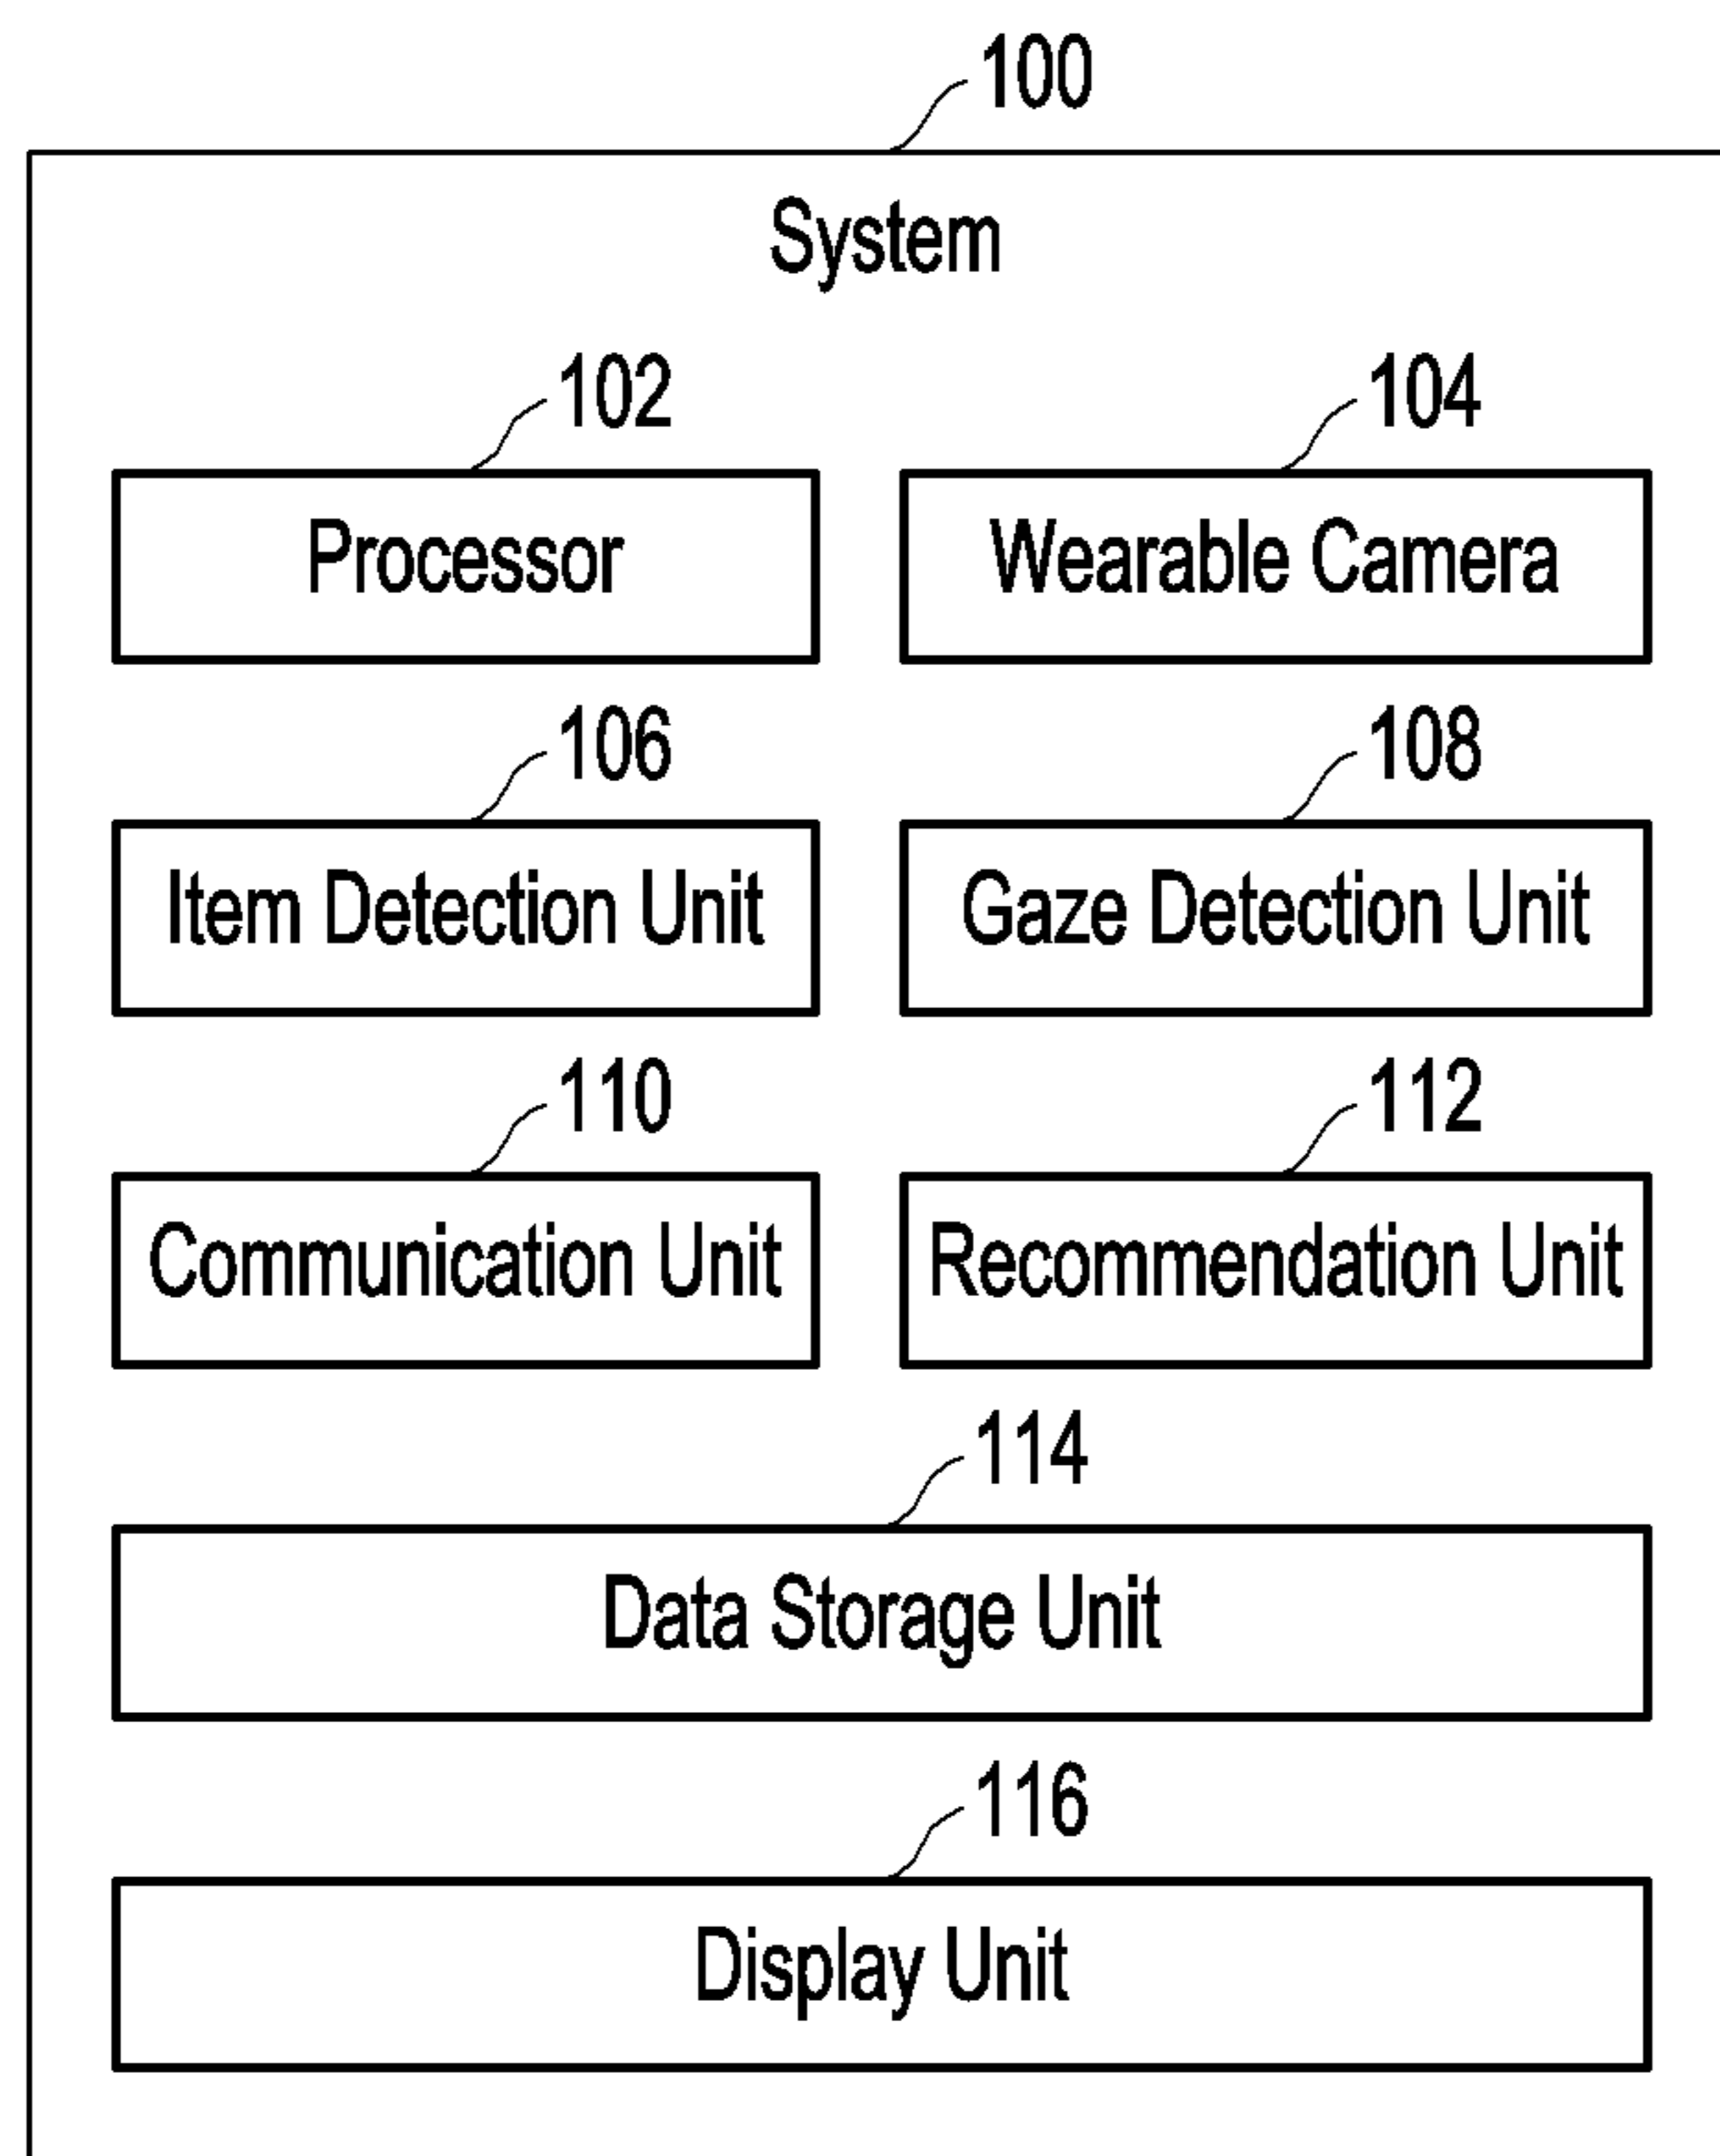 100
System
102 104
Processor Wearable Camera
106 108
Item Detection Unit Gaze Detection Unit
110 112
Communication Unit Recommendation Unit
114
Data Storage Unit
116
Display Unit